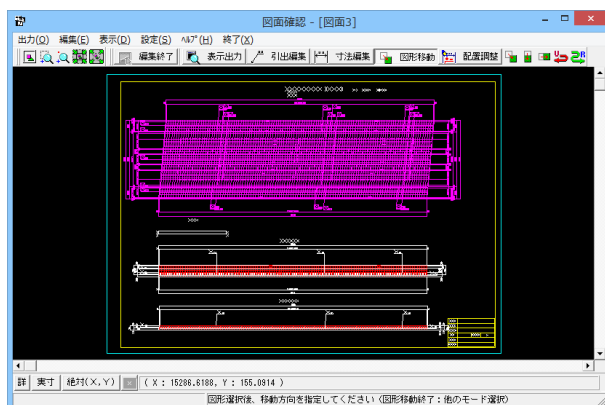 図面確認 - [図面3]
出力(O) 編集(E) 表示(D) 設定(S) ヘルプ(H) 終了(X)
編集終了 表示出力 引出編集 寸法編集 図形移動 配置調整
詳 実寸 絶対(X,Y) ( X : 15286.6188, Y : 155.0914 )
図形選択後、移動方向を指定してください（図形移動終了：他のモード選択）